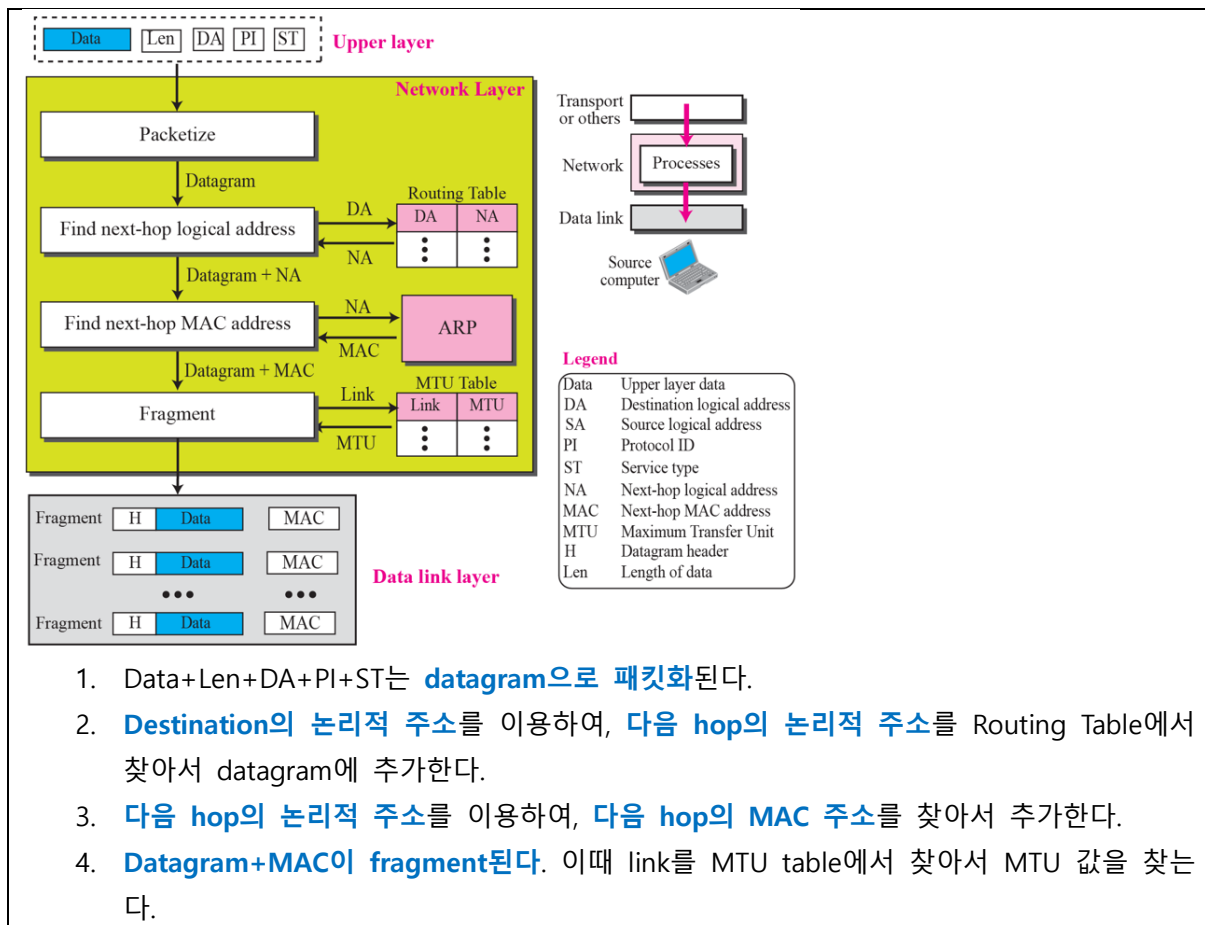 Data Len DA PI ST Upper layer
Network Layer
Packetize
Datagram
Find next-hop logical address
DA
NA
Routing Table
DA NA
Datagram + NA
Find next-hop MAC address
NA
MAC
ARP
Datagram + MAC
Fragment
Link
MTU
MTU Table
Link MTU
Fragment H Data MAC
Fragment H Data MAC
Fragment H Data MAC
Data link layer
Transport
or others
Network
Processes
Data link
Source
computer
Legend
Data Upper layer data
DA Destination logical address
SA Source logical address
PI Protocol ID
ST Service type
NA Next-hop logical address
MAC Next-hop MAC address
MTU Maximum Transfer Unit
H Datagram header
Len Length of data
1. Data+Len+DA+PI+ST는 datagram으로 패킷화된다.
2. Destination의 논리적 주소를 이용하여, 다음 hop의 논리적 주소를 Routing Table에서
찾아서 datagram에 추가한다.
3. 다음 hop의 논리적 주소를 이용하여, 다음 hop의 MAC 주소를 찾아서 추가한다.
4. Datagram+MAC이 fragment된다. 이때 link를 MTU table에서 찾아서 MTU 값을 찾는
다.